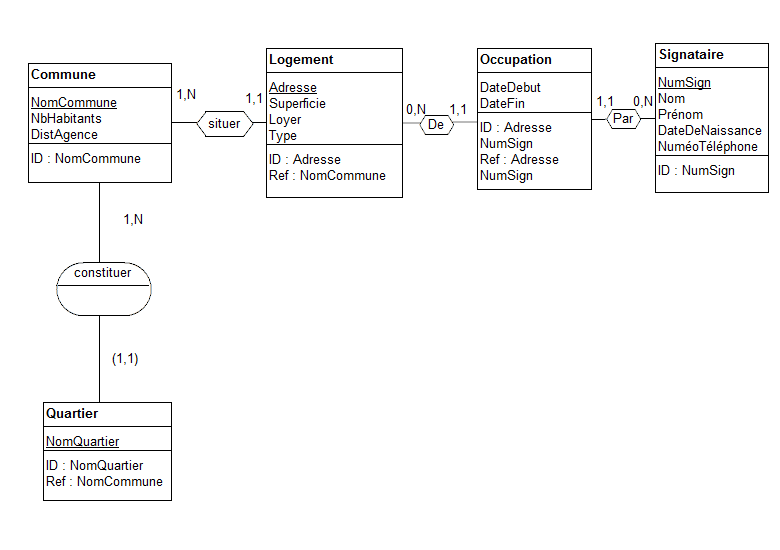 Commune
NomCommune
NbHabitants
DistAgence
ID : NomCommune
1,N
situer
1,1
Logement
Adresse
Superficie
Loyer
Type
ID : Adresse
Ref : NomCommune
0,N
De
1,1
Occupation
DateDebut
DateFin
ID : Adresse
NumSign
Ref : Adresse
NumSign
1,1
Par
0,N
Signataire
NumSign
Nom
Prénom
DateDeNaissance
NuméoTéléphone
ID : NumSign
1,N
constituer
(1,1)
Quartier
NomQuartier
ID : NomQuartier
Ref : NomCommune